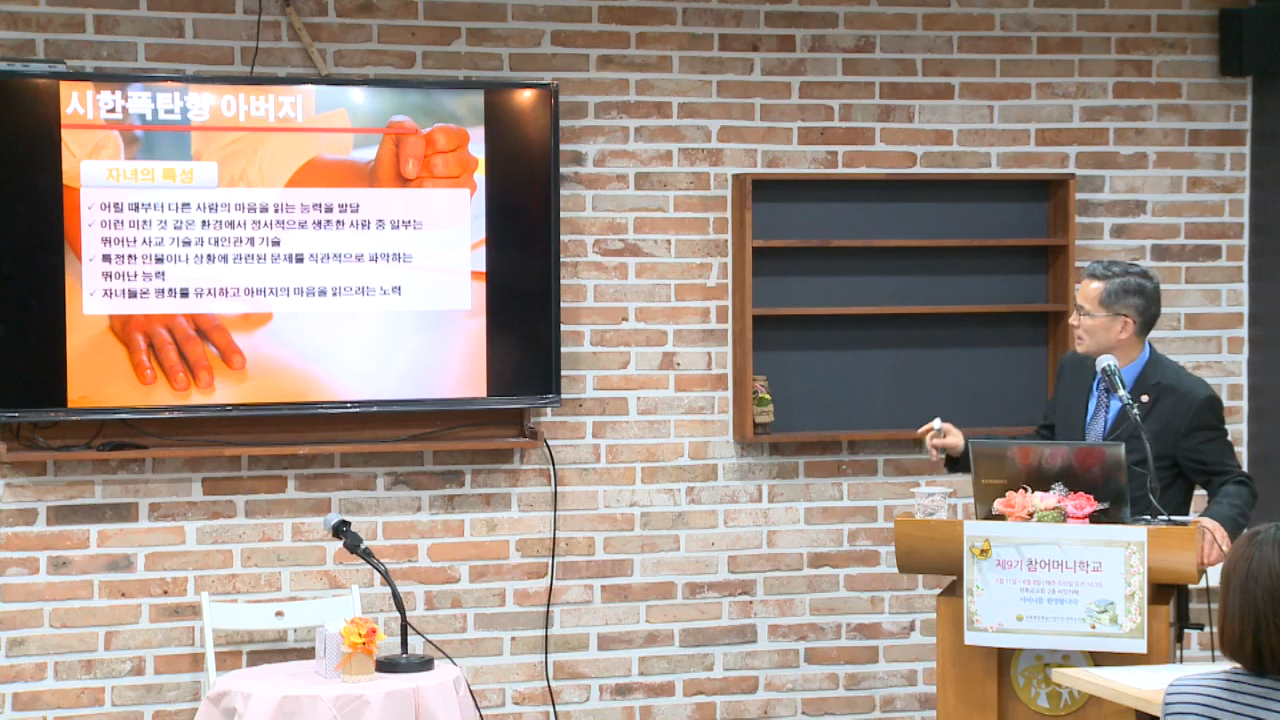 시한폭탄형 아버지
자녀의 특성
✓ 어릴 때부터 다른 사람의 마음을 읽는 능력을 발달
✓ 이런 미친 것 같은 환경에서 정서적으로 생존한 사람 중 일부는
뛰어난 사교 기술과 대인관계 기술
✓ 특정한 인물이나 상황에 관련된 문제를 직관적으로 파악하는
뛰어난 능력
✓ 자녀들은 평화를 유지하고 아버지의 마음을 읽으려는 노력
제9기 참어머니학교